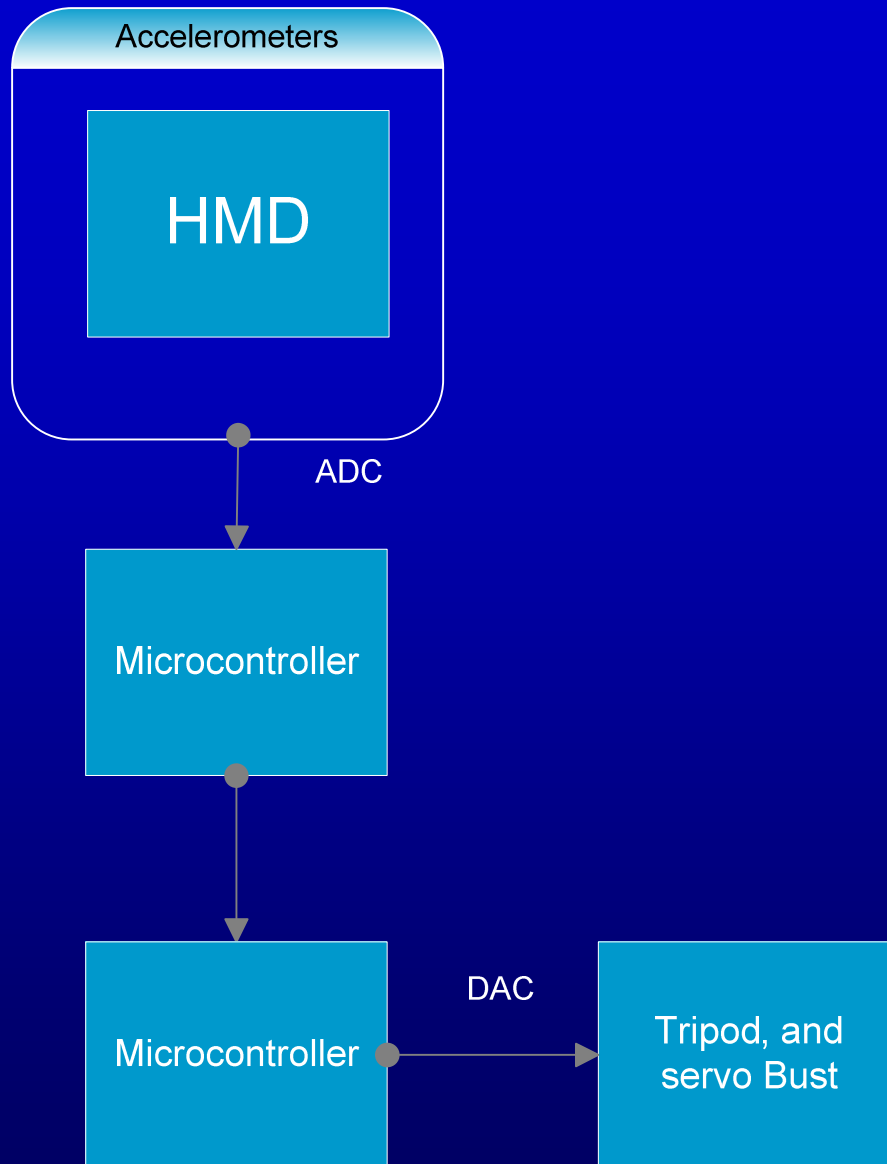 Accelerometers
HMD
ADC
Microcontroller
Microcontroller
DAC
Tripod, and
servo Bust